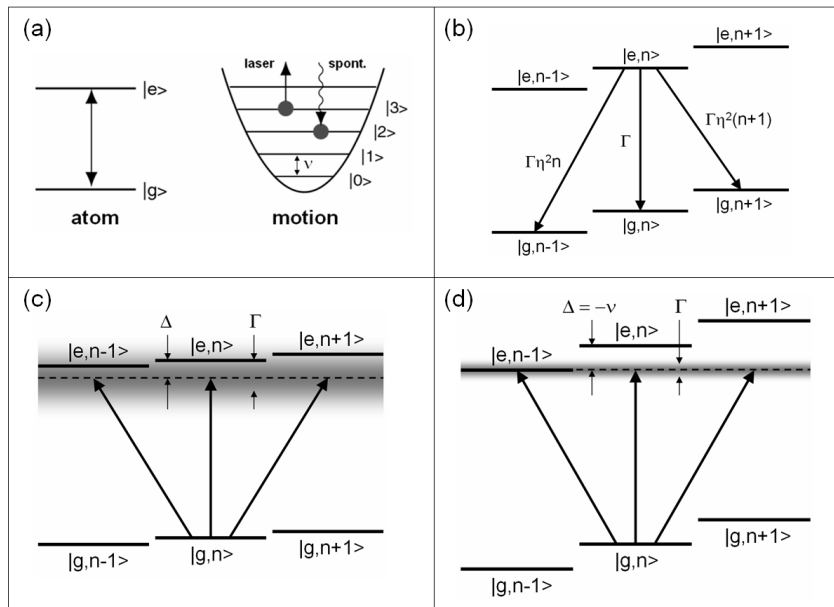 (a)
laser
spont.
|e>
|3>
|2>
|1>
ν
|g>
|0>
atom
motion
(b)
|e,n+1>
|e,n>
|e,n-1>
Γη²n
Γ
Γη²(n+1)
|g,n+1>
|g,n>
|g,n-1>
(c)
Δ
Γ
|e,n-1>
|e,n>
|e,n+1>
|g,n-1>
|g,n>
|g,n+1>
(d)
Δ = −ν
Γ
|e,n+1>
|e,n>
|e,n-1>
|g,n+1>
|g,n>
|g,n-1>